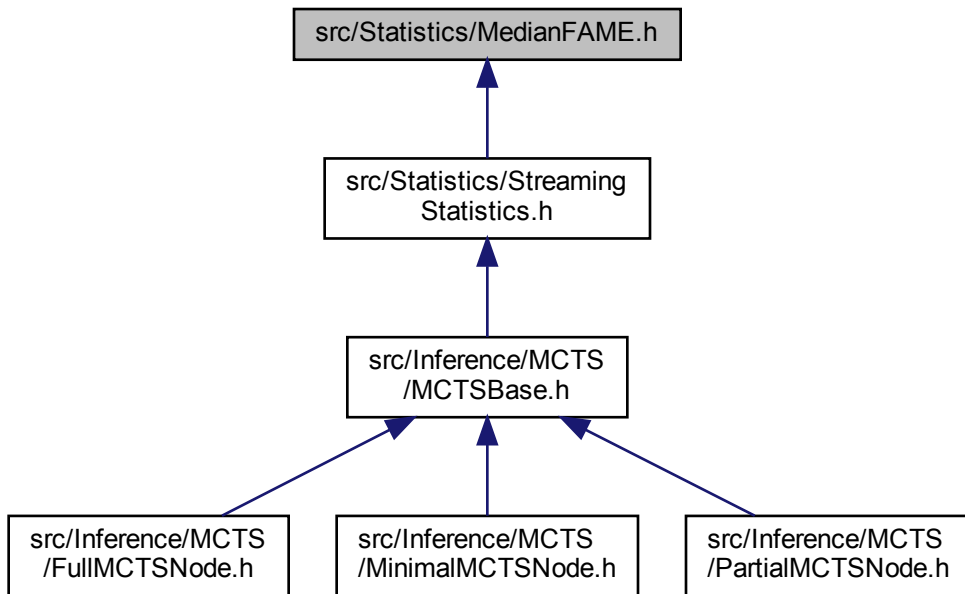 src/Statistics/MedianFAME.h
src/Statistics/Streaming
Statistics.h
src/Inference/MCTS
/MCTSBase.h
src/Inference/MCTS
/FullMCTSNode.h
src/Inference/MCTS
/MinimalMCTSNode.h
src/Inference/MCTS
/PartialMCTSNode.h